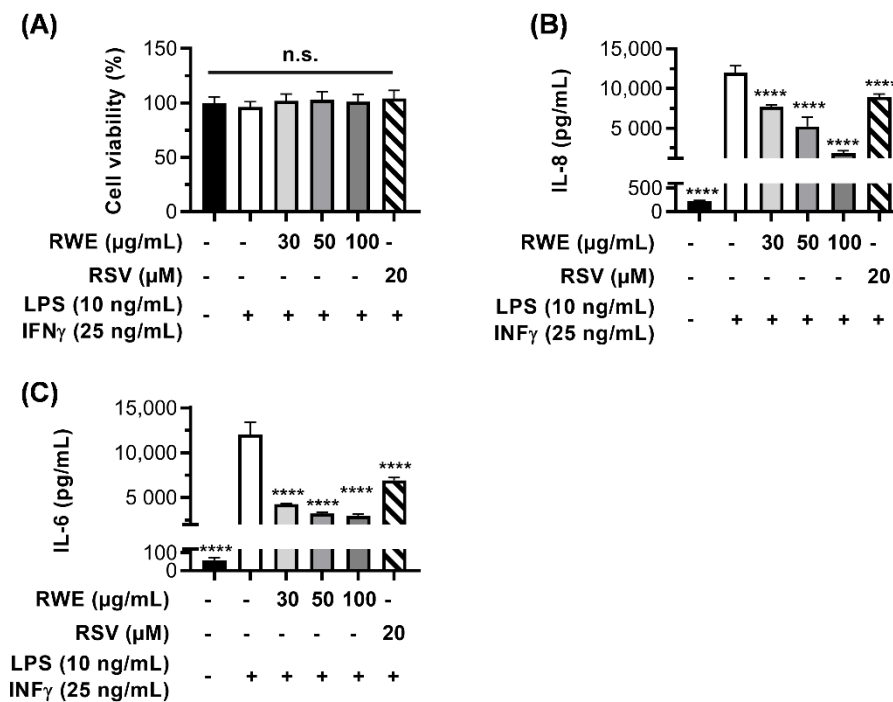 (A)
n.s.
150
100
50
0
Cell viability (%)
RWE (µg/mL) - - 30 50 100 -
RSV (µM) - - - - - 20
LPS (10 ng/mL)
IFNγ (25 ng/mL) - + + + + +
(B)
15,000
10,000
5 000
500
0
IL-8 (pg/mL)
**** **** **** **** ****
RWE (µg/mL) - - 30 50 100 -
RSV (µM) - - - - - 20
LPS (10 ng/mL)
INFγ (25 ng/mL) - + + + + +
(C)
15,000
10,000
5 000
100
0
IL-6 (pg/mL)
**** **** **** **** ****
RWE (µg/mL) - - 30 50 100 -
RSV (µM) - - - - - 20
LPS (10 ng/mL)
INFγ (25 ng/mL) - + + + + +